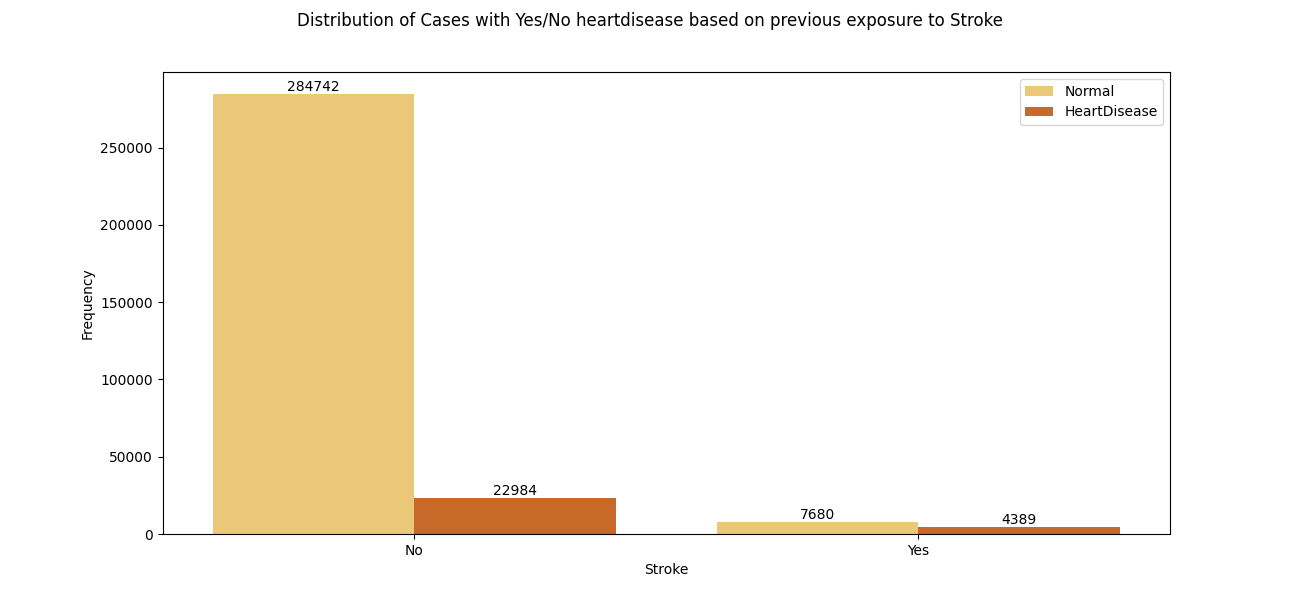 Distribution of Cases with Yes/No heartdisease based on previous exposure to Stroke
284742
Normal
HeartDisease
250000
200000
150000
100000
50000
0
Frequency
22984
7680
4389
No
Yes
Stroke